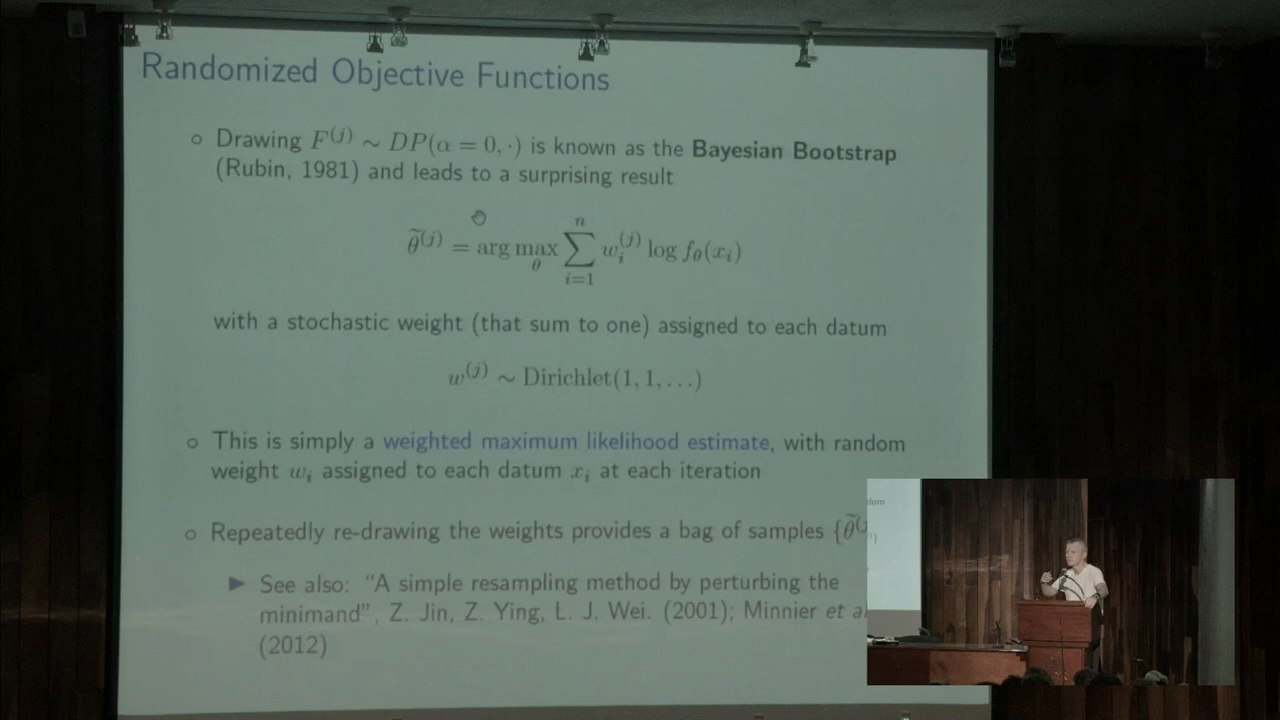 Randomized Objective Functions
○ Drawing F^(j) ∼ DP(α = 0, ·) is known as the Bayesian Bootstrap
(Rubin, 1981) and leads to a surprising result
θ̃^(j) = arg max_θ ∑_{i=1}^{n} w_i^(j) log f_θ(x_i)
with a stochastic weight (that sum to one) assigned to each datum
w^(j) ∼ Dirichlet(1, 1, . . .)
○ This is simply a weighted maximum likelihood estimate, with random
weight w_i assigned to each datum x_i at each iteration
○ Repeatedly re-drawing the weights provides a bag of samples {θ̃^(
► See also: "A simple resampling method by perturbing the
minimand", Z. Jin, Z. Ying, L. J. Wei. (2001); Minnier et a
(2012)
dom